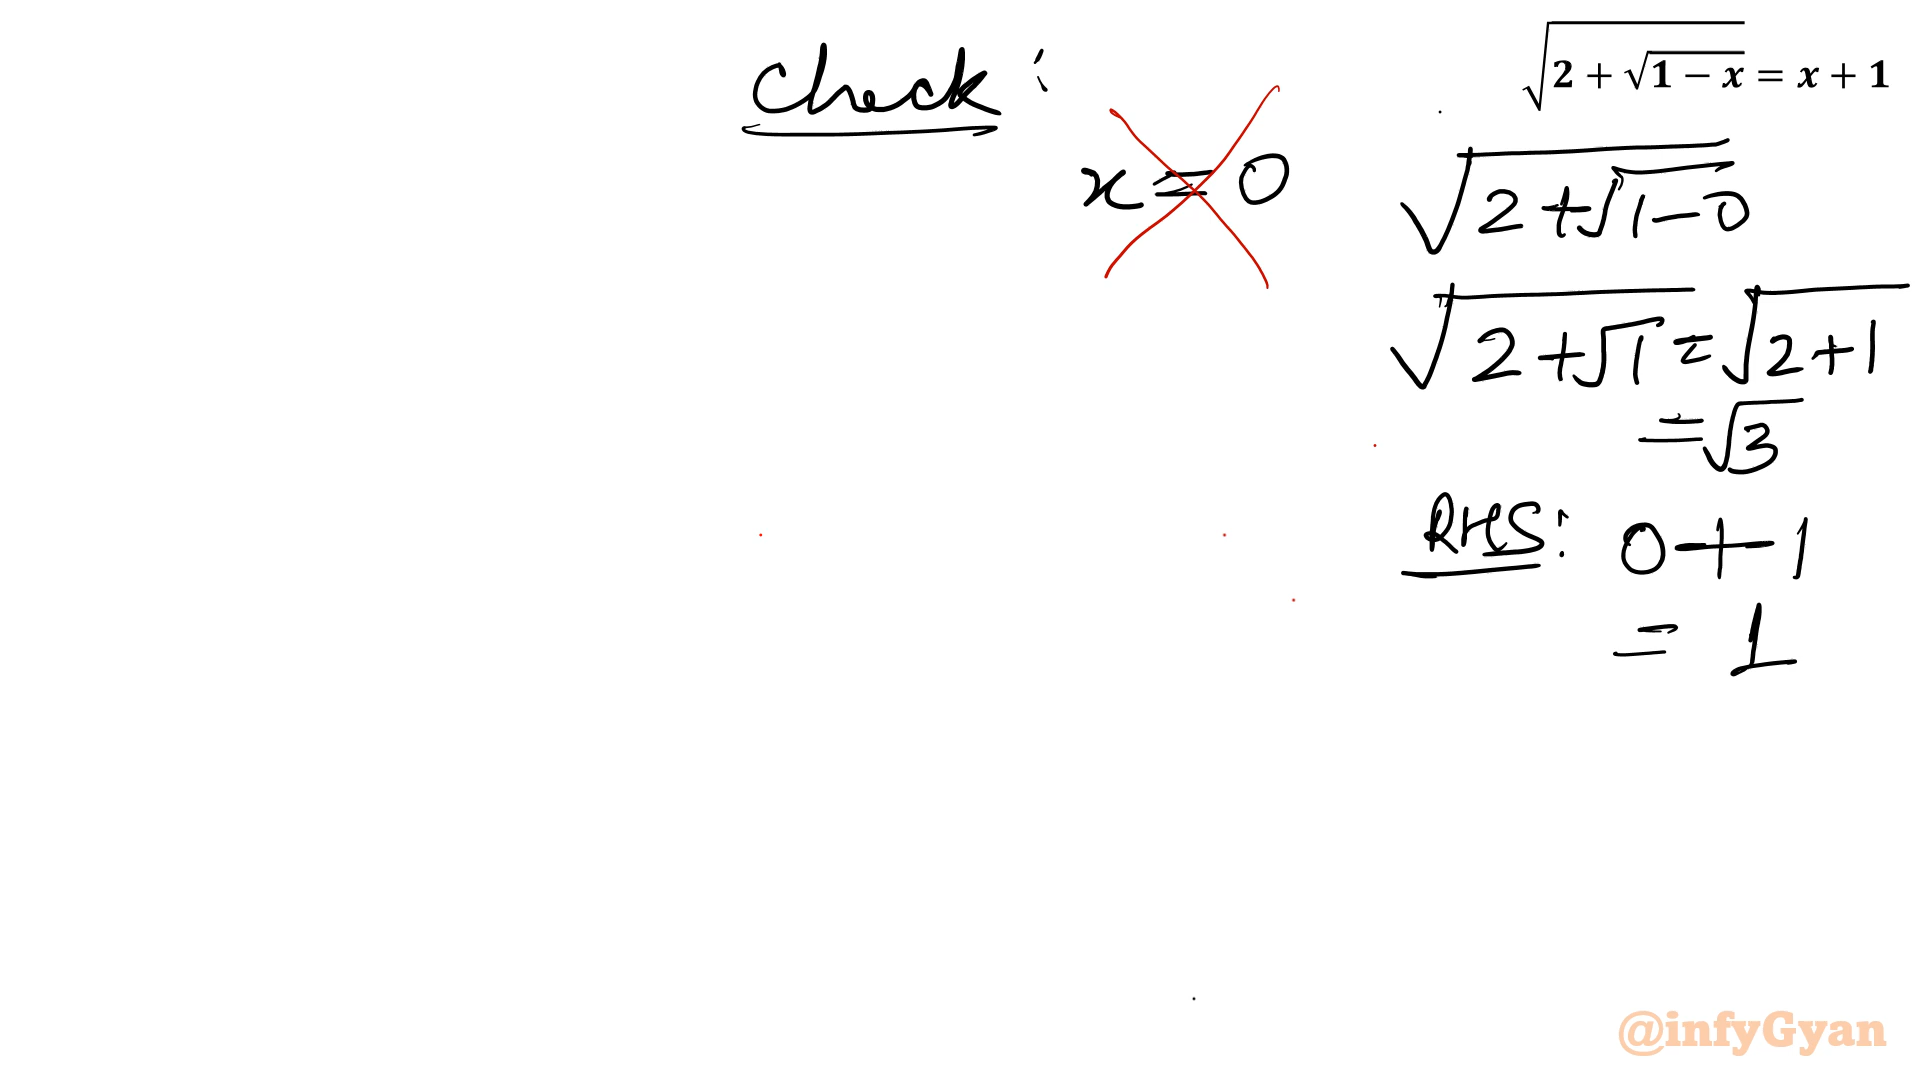 check :
x = 0
√(2 + √(1 − x)) = x + 1
√(2 + √(1 − 0))
√(2 + √1) = √(2 + 1)
= √3
RHS : 0 + 1
= 1
@infyGyan